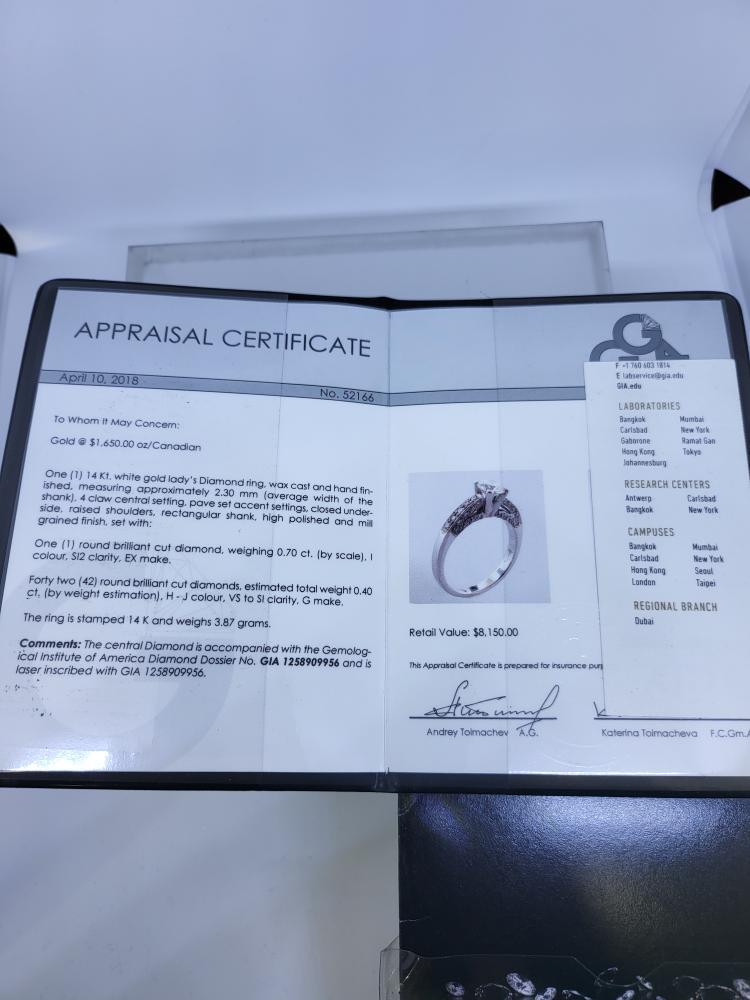 APPRAISAL CERTIFICATE
April 10, 2018
No. 52166
To Whom It May Concern:
Gold @ $1,650.00 oz/Canadian
One (1) 14 Kt. white gold lady's Diamond ring, wax cast and hand fin-
ished, measuring approximately 2.30 mm (average width of the
shank), 4 claw central setting, pave set accent settings, closed under-
side, raised shoulders, rectangular shank, high polished and mill
grained finish, set with:
One (1) round brilliant cut diamond, weighing 0.70 ct. (by scale), I
colour, SI2 clarity, EX make.
Forty two (42) round brilliant cut diamonds, estimated total weight 0.40
ct. (by weight estimation), H - J colour, VS to SI clarity, G make.
The ring is stamped 14 K and weighs 3.87 grams.
Comments: The central Diamond is accompanied with the Gemolog-
ical Institute of America Diamond Dossier No. GIA 1258909956 and is
laser inscribed with GIA 1258909956.
Retail Value: $8,150.00
This Appraisal Certificate is prepared for insurance purp
Andrey Tolmachev A.G.
Katerina Tolmacheva F.C.Gm.A
F +1 760 603 1814
E labservice@gia.edu
GIA.edu
LABORATORIES
Bangkok Mumbai
Carlsbad New York
Gaborone Ramat Gan
Hong Kong Tokyo
Johannesburg
RESEARCH CENTERS
Antwerp Carlsbad
Bangkok New York
CAMPUSES
Bangkok Mumbai
Carlsbad New York
Hong Kong Seoul
London Taipei
REGIONAL BRANCH
Dubai